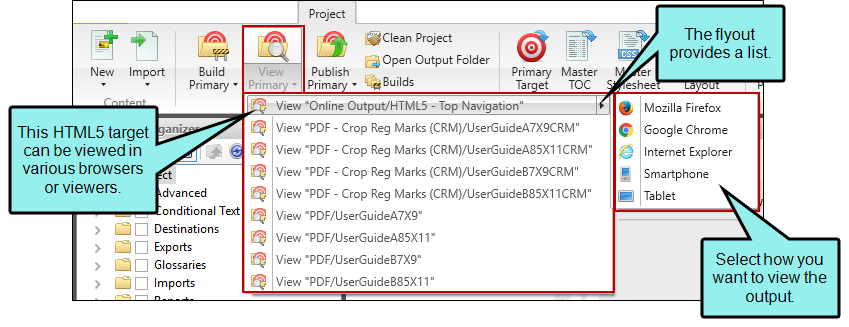 Project
The flyout
provides a list.
New
Import
Build
Primary
View
Primary
Publish
Primary
Clean Project
Open Output Folder
Builds
Primary
Target
Master
TOC
Master
Stylesheet
Layout
Content
This HTML5 target
can be viewed in
various browsers
or viewers.
View "Online Output/HTML5 - Top Navigation"
View "PDF - Crop Reg Marks (CRM)/UserGuideA7X9CRM"
View "PDF - Crop Reg Marks (CRM)/UserGuideA85X11CRM"
View "PDF - Crop Reg Marks (CRM)/UserGuideB7X9CRM"
View "PDF - Crop Reg Marks (CRM)/UserGuideB85X11CRM"
View "PDF/UserGuideA7X9"
View "PDF/UserGuideA85X11"
View "PDF/UserGuideB7X9"
View "PDF/UserGuideB85X11"
Mozilla Firefox
Google Chrome
Internet Explorer
Smartphone
Tablet
Advanced
Conditional Text
Destinations
Exports
Glossaries
Imports
Select how you
want to view the
output.